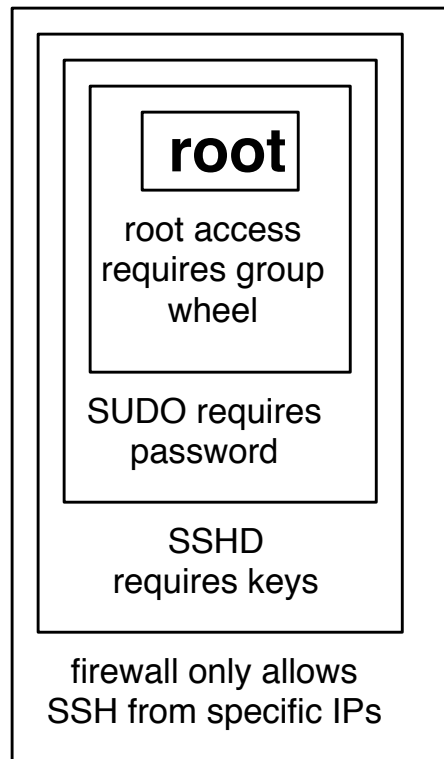 root
root access
requires group
wheel
SUDO requires
password
SSHD
requires keys
firewall only allows
SSH from specific IPs